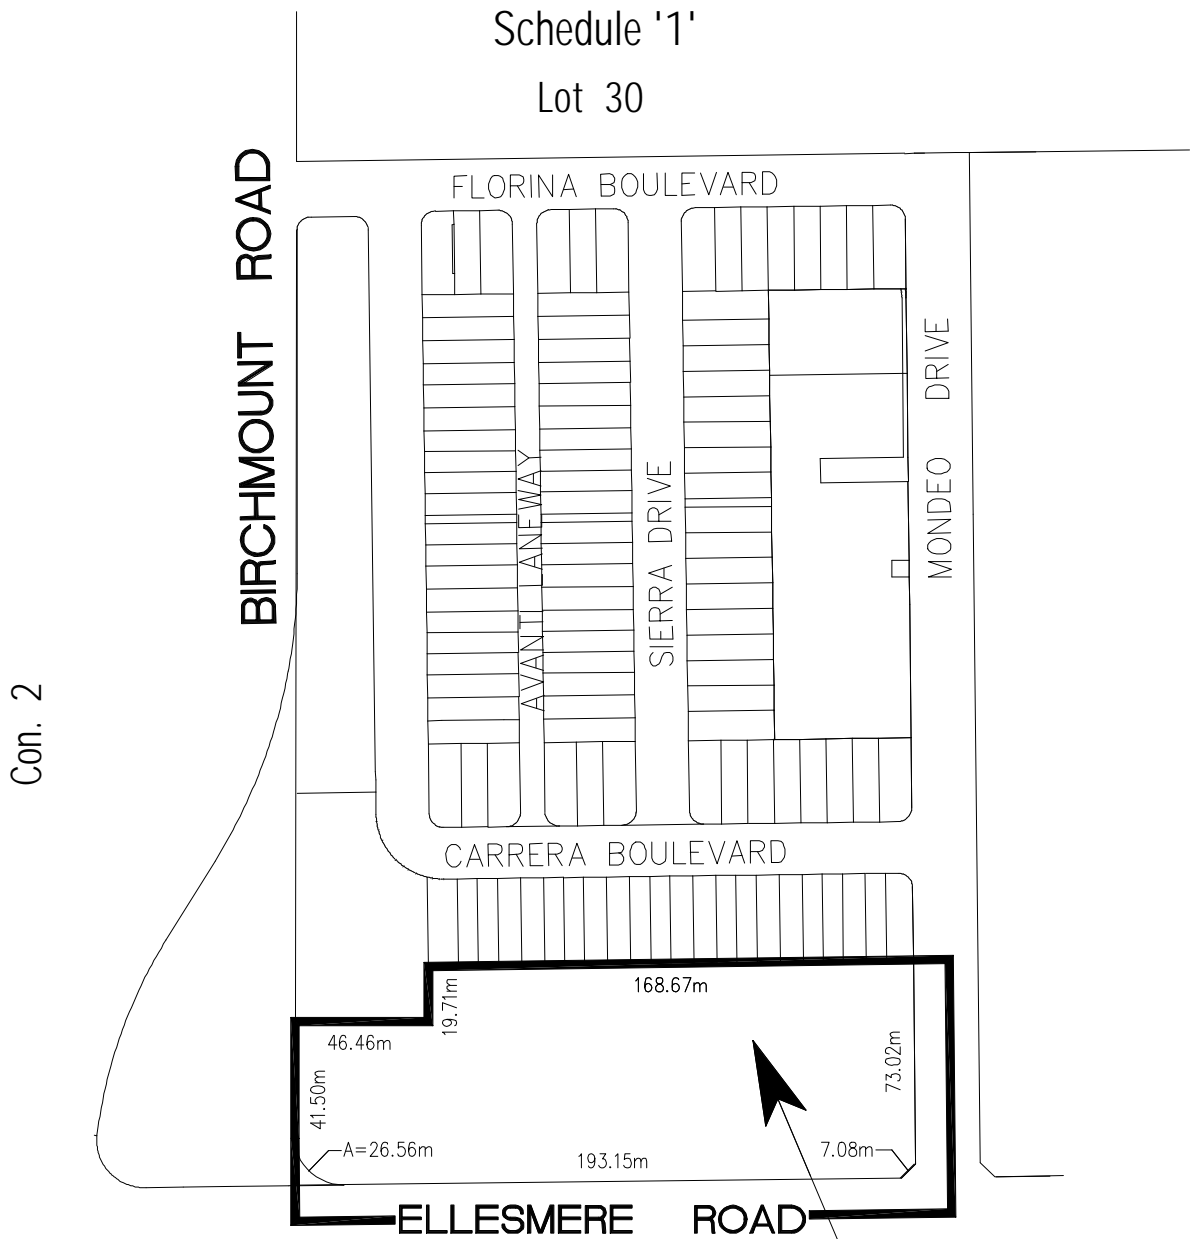 Schedule '1'
Lot 30
FLORINA BOULEVARD
BIRCHMOUNT ROAD
MONDEO DRIVE
AVANTI LANEWAY
SIERRA DRIVE
Con. 2
CARRERA BOULEVARD
168.67m
19.71m
46.46m
73.02m
41.50m
A=26.56m
7.08m
193.15m
ELLESMERE ROAD